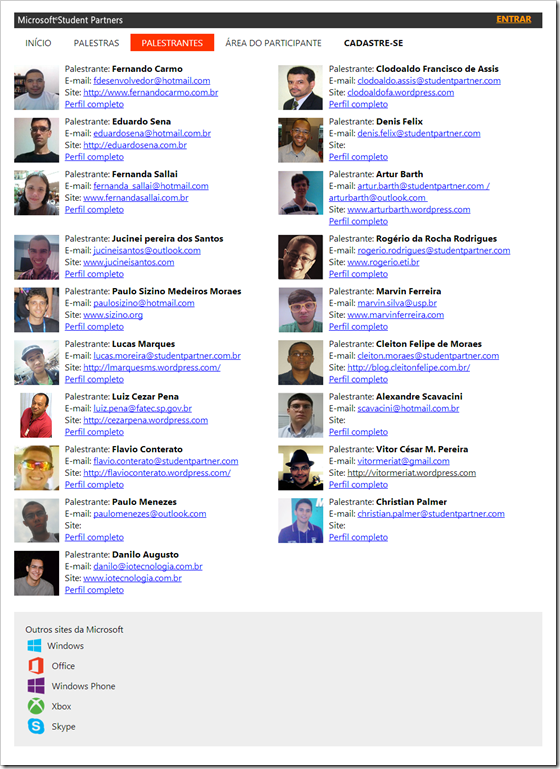 Microsoft® Student Partners
ENTRAR
INÍCIO
PALESTRAS
PALESTRANTES
ÁREA DO PARTICIPANTE
CADASTRE-SE
Palestrante: Fernando Carmo
E-mail: fdesenvolvedor@hotmail.com
Site: http://www.fernandocarmo.com.br
Perfil completo
Palestrante: Clodoaldo Francisco de Assis
E-mail: clodoaldo.assis@studentpartner.com
Site: clodoaldofa.wordpress.com
Perfil completo
Palestrante: Eduardo Sena
E-mail: eduardosena@hotmail.com.br
Site: http://eduardosena.com.br
Perfil completo
Palestrante: Denis Felix
E-mail: denis.felix@studentpartner.com
Site:
Perfil completo
Palestrante: Fernanda Sallai
E-mail: fernanda_sallai@hotmail.com
Site: www.fernandasallai.com.br
Perfil completo
Palestrante: Artur Barth
E-mail: artur.barth@studentpartner.com /
arturbarth@outlook.com
Site: www.arturbarth.wordpress.com
Perfil completo
Palestrante: Jucinei pereira dos Santos
E-mail: jucineisantos@outlook.com
Site: www.jucineisantos.com
Perfil completo
Palestrante: Rogério da Rocha Rodrigues
E-mail: rogerio.rodrigues@studentpartner.com
Site: www.rogerio.eti.br
Perfil completo
Palestrante: Paulo Sizino Medeiros Moraes
E-mail: paulosizino@hotmail.com
Site: www.sizino.org
Perfil completo
Palestrante: Marvin Ferreira
E-mail: marvin.silva@usp.br
Site: www.marvinferreira.com
Perfil completo
Palestrante: Lucas Marques
E-mail: lucas.moreira@studentpartner.com.br
Site: http://lmarquesms.wordpress.com/
Perfil completo
Palestrante: Cleiton Felipe de Moraes
E-mail: cleiton.moraes@studentpartner.com
Site: http://blog.cleitonfelipe.com.br/
Perfil completo
Palestrante: Luiz Cezar Pena
E-mail: luiz.pena@fatec.sp.gov.br
Site: http://cezarpena.wordpress.com
Perfil completo
Palestrante: Alexandre Scavacini
E-mail: scavacini@hotmail.com.br
Site:
Perfil completo
Palestrante: Flavio Conterato
E-mail: flavio.conterato@studentpartner.com
Site: http://flavioconterato.wordpress.com/
Perfil completo
Palestrante: Vitor César M. Pereira
E-mail: vitormeriat@gmail.com
Site: http://vitormeriat.wordpress.com
Perfil completo
Palestrante: Paulo Menezes
E-mail: paulomenezes@outlook.com
Site:
Perfil completo
Palestrante: Christian Palmer
E-mail: christian.palmer@studentpartner.com
Site:
Perfil completo
Palestrante: Danilo Augusto
E-mail: danilo@iotecnologia.com.br
Site: www.iotecnologia.com.br
Perfil completo
Outros sites da Microsoft
Windows
Office
Windows Phone
Xbox
Skype